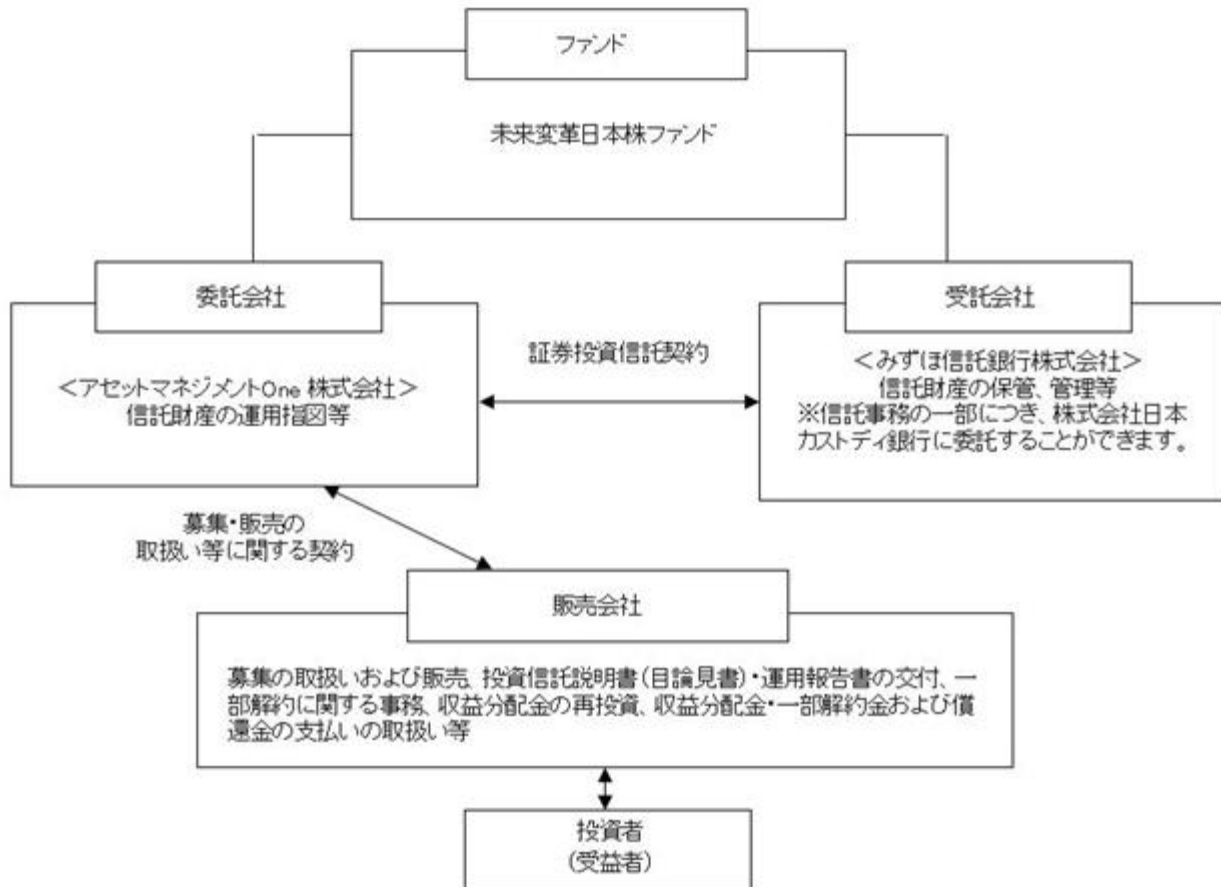 ファンド
未来変革日本株ファンド
委託会社
<アセットマネジメントOne 株式会社>
信託財産の運用指図等
証券投資信託契約
受託会社
<みずほ信託銀行株式会社>
信託財産の保管、管理等
※信託事務の一部につき、株式会社日本
カストディ銀行に委託することができます。
募集・販売の
取扱い等に関する契約
販売会社
募集の取扱いおよび販売、投資信託説明書(目論見書)・運用報告書の交付、一
部解約に関する事務、収益分配金の再投資、収益分配金・一部解約金および償
還金の支払いの取扱い等
投資者
(受益者)